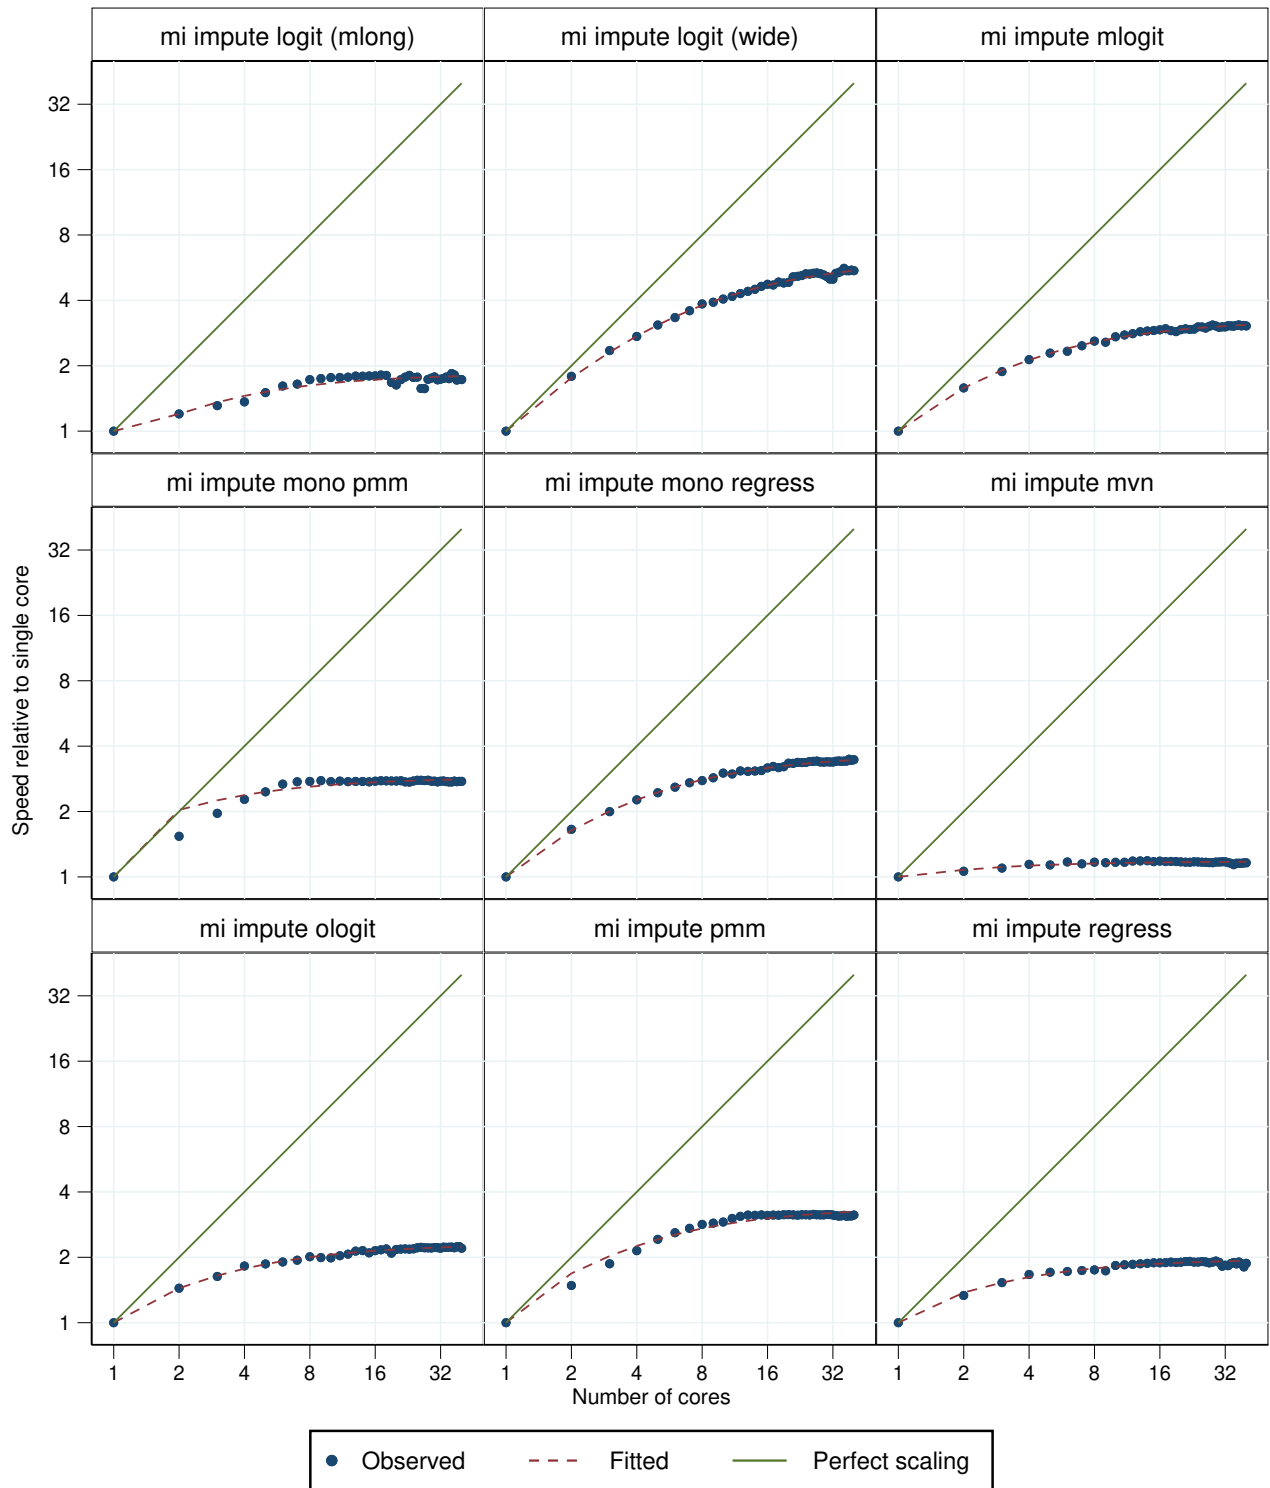 mi impute logit (mlong)
mi impute logit (wide)
mi impute mlogit
32
16
8
4
2
1
mi impute mono pmm
mi impute mono regress
mi impute mvn
32
16
8
4
2
1
Speed relative to single core
mi impute ologit
mi impute pmm
mi impute regress
32
16
8
4
2
1
1 2 4 8 16 32
1 2 4 8 16 32
1 2 4 8 16 32
Number of cores
Observed
Fitted
Perfect scaling